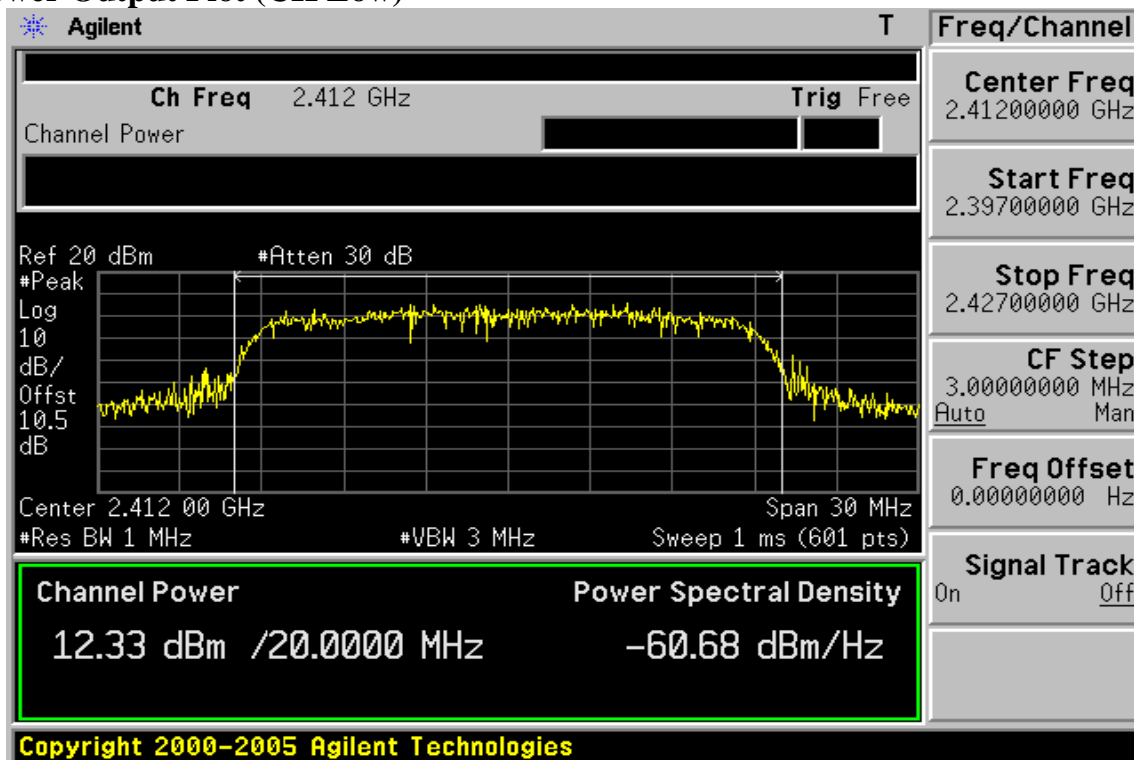 Power Output Plot (CH Low)
Agilent T Freq/Channel
Ch Freq 2.412 GHz Trig Free
Channel Power
Center Freq
2.41200000 GHz
Start Freq
2.39700000 GHz
Stop Freq
2.42700000 GHz
CF Step
3.00000000 MHz
Auto Man
Freq Offset
0.00000000 Hz
Signal Track
On Off
Ref 20 dBm #Atten 30 dB
#Peak
Log
10
dB/
Offst
10.5
dB
Center 2.412 00 GHz Span 30 MHz
#Res BW 1 MHz #VBW 3 MHz Sweep 1 ms (601 pts)
Channel Power Power Spectral Density
12.33 dBm /20.0000 MHz -60.68 dBm/Hz
Copyright 2000-2005 Agilent Technologies